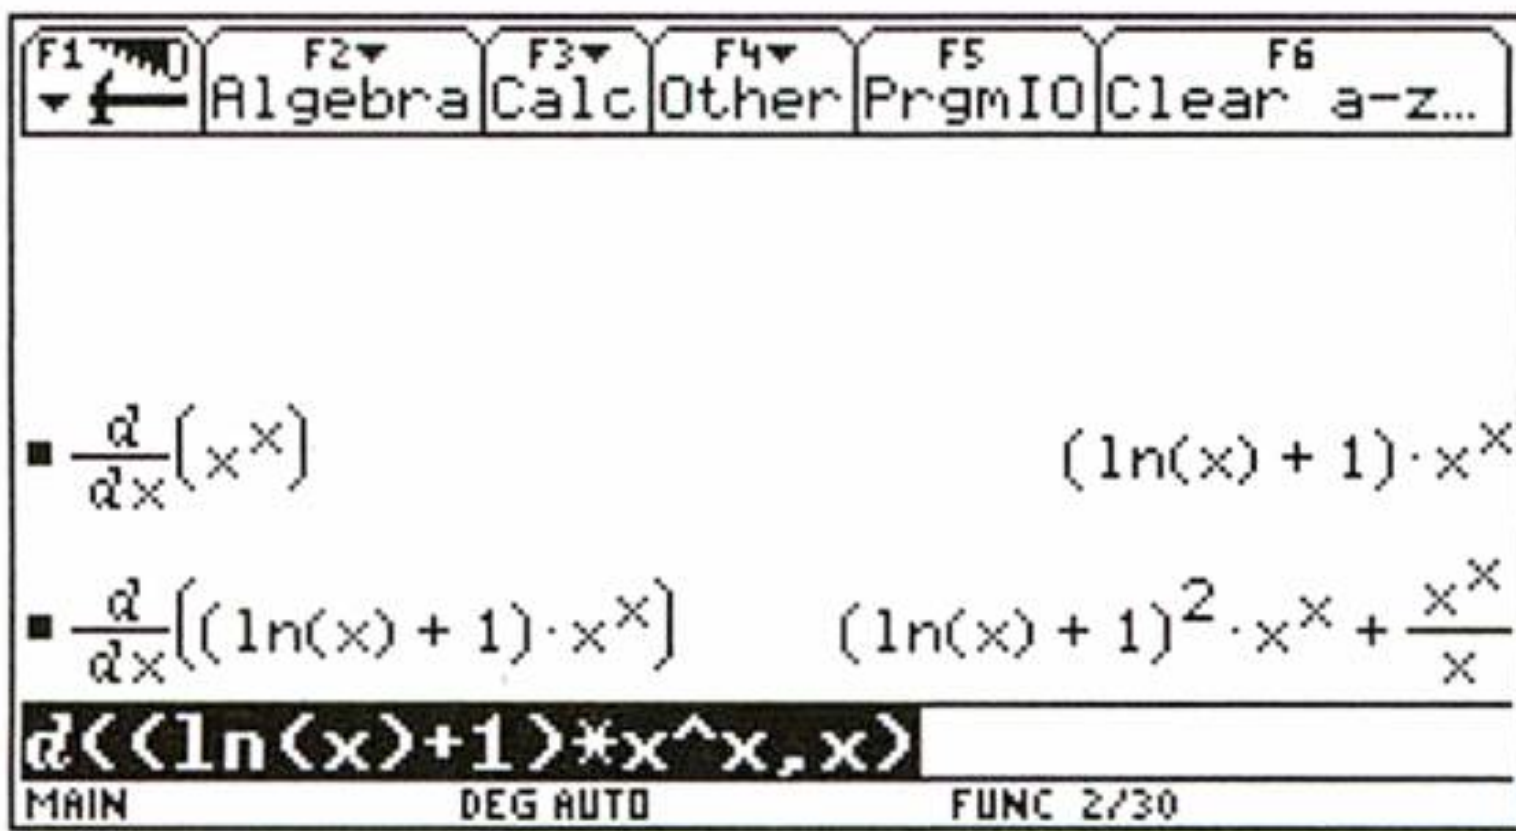 F1 F2 F3 F4 F5 F6
Algebra Calc Other PrgmIO Clear a-z...
d/dx(x^x) (ln(x) + 1)·x^x
d/dx((ln(x) + 1)·x^x) (ln(x) + 1)^2·x^x + x^x/x
d((ln(x)+1)*x^x,x)
MAIN DEG AUTO FUNC 2/30